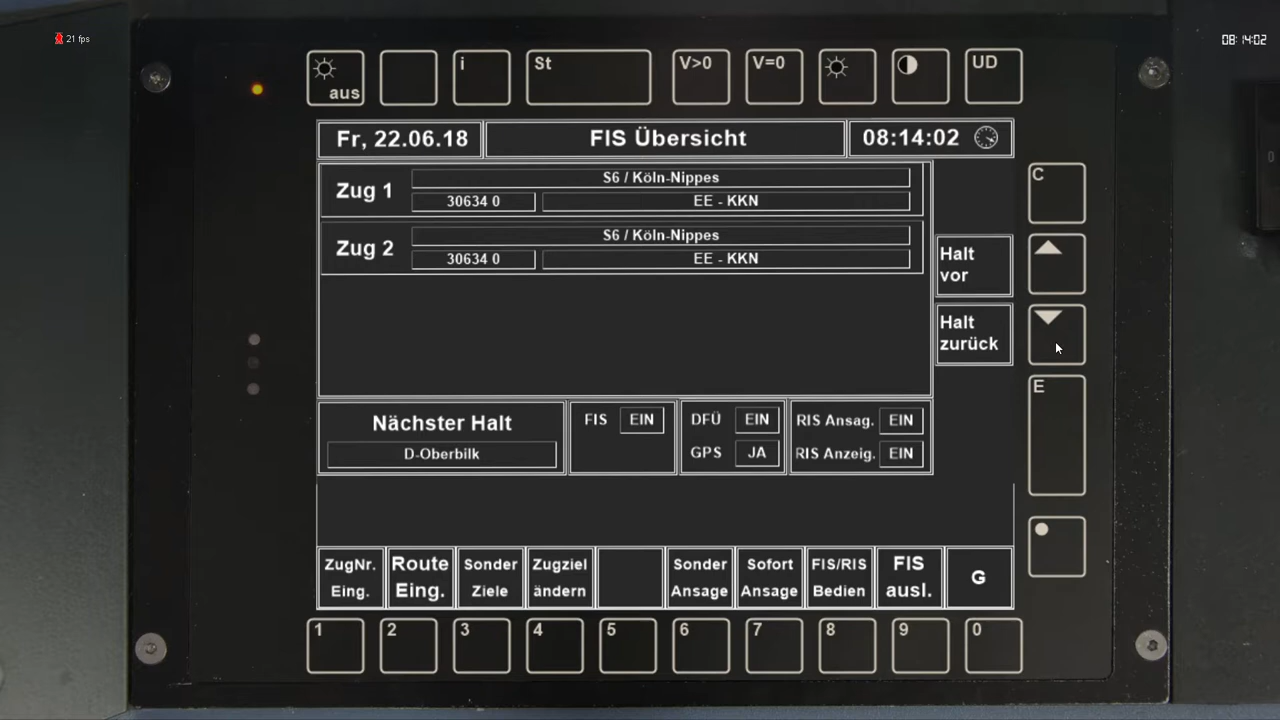 21 fps
08:14:02
aus
i
St
V>0
V=0
UD
Fr, 22.06.18
FIS Übersicht
08:14:02
C
Zug 1
S6 / Köln-Nippes
30634 0
EE - KKN
Zug 2
S6 / Köln-Nippes
30634 0
EE - KKN
Halt
vor
Halt
zurück
E
Nächster Halt
D-Oberbilk
FIS EIN
DFÜ EIN
GPS JA
RIS Ansag. EIN
RIS Anzeig. EIN
ZugNr.
Eing.
Route
Eing.
Sonder
Ziele
Zugziel
ändern
Sonder
Ansage
Sofort
Ansage
FIS/RIS
Bedien
FIS
ausl.
G
1 2 3 4 5 6 7 8 9 0